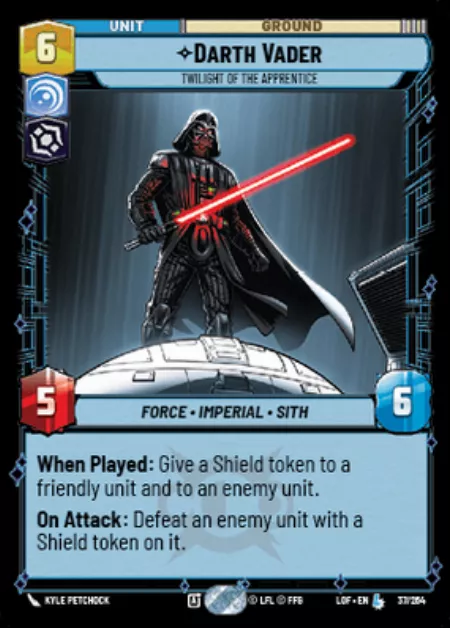 UNIT
GROUND
6
DARTH VADER
TWILIGHT OF THE APPRENTICE
5
FORCE • IMPERIAL • SITH
6
When Played: Give a Shield token to a
friendly unit and to an enemy unit.
On Attack: Defeat an enemy unit with a
Shield token on it.
KYLE PETCHOCK
© LFL © FFG
LOF • EN
37/264